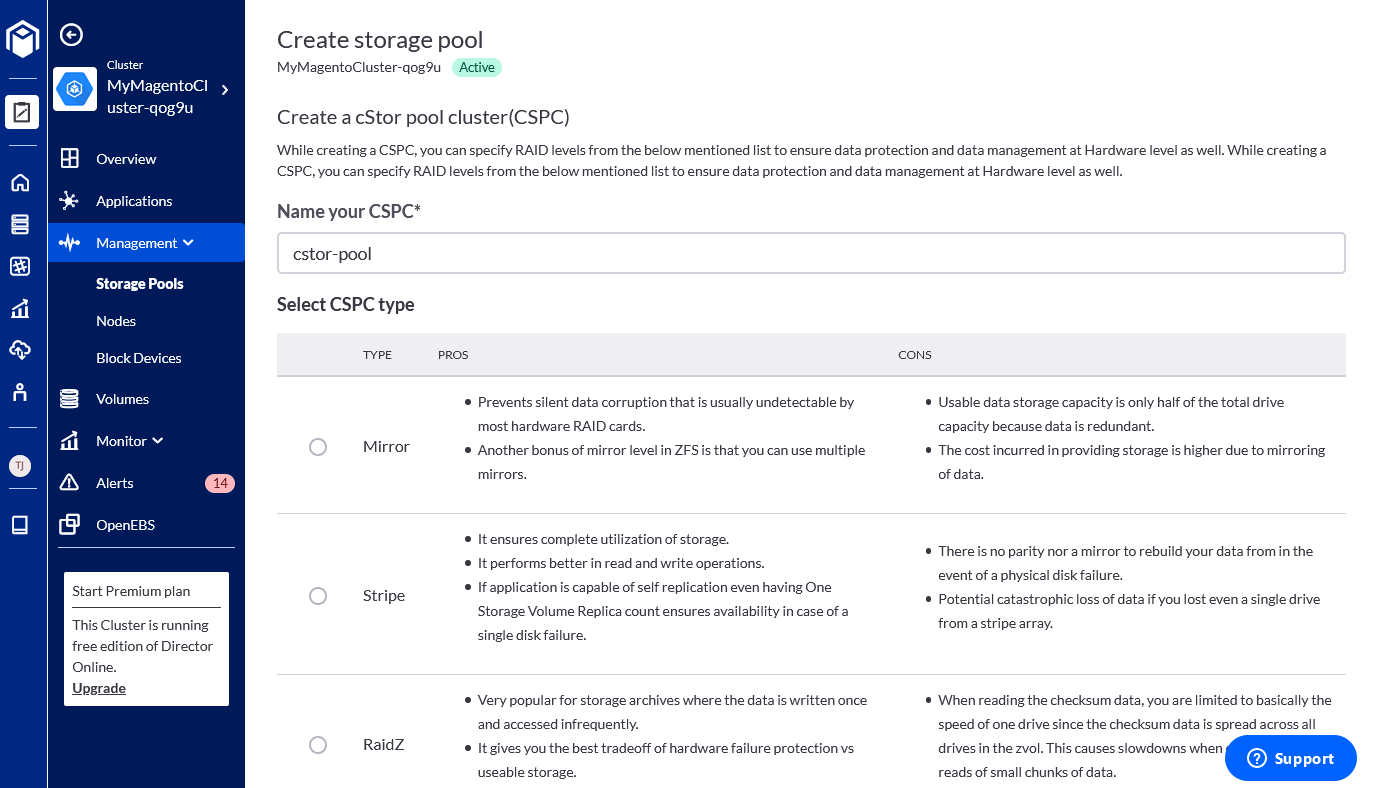 Cluster
MyMagentoCl
uster-qog9u
Overview
Applications
Management
Storage Pools
Nodes
Block Devices
Volumes
Monitor
Alerts
14
OpenEBS
TJ
Start Premium plan
This Cluster is running
free edition of Director
Online.
Upgrade
Create storage pool
MyMagentoCluster-qog9u Active
Create a cStor pool cluster(CSPC)
While creating a CSPC, you can specify RAID levels from the below mentioned list to ensure data protection and data management at Hardware level as well. While creating a
CSPC, you can specify RAID levels from the below mentioned list to ensure data protection and data management at Hardware level as well.
Name your CSPC*
cstor-pool
Select CSPC type
TYPE PROS CONS
Mirror
Prevents silent data corruption that is usually undetectable by
most hardware RAID cards.
Another bonus of mirror level in ZFS is that you can use multiple
mirrors.
Usable data storage capacity is only half of the total drive
capacity because data is redundant.
The cost incurred in providing storage is higher due to mirroring
of data.
Stripe
It ensures complete utilization of storage.
It performs better in read and write operations.
If application is capable of self replication even having One
Storage Volume Replica count ensures availability in case of a
single disk failure.
There is no parity nor a mirror to rebuild your data from in the
event of a physical disk failure.
Potential catastrophic loss of data if you lost even a single drive
from a stripe array.
RaidZ
Very popular for storage archives where the data is written once
and accessed infrequently.
It gives you the best tradeoff of hardware failure protection vs
useable storage.
When reading the checksum data, you are limited to basically the
speed of one drive since the checksum data is spread across all
drives in the zvol. This causes slowdowns when
reads of small chunks of data.
Support